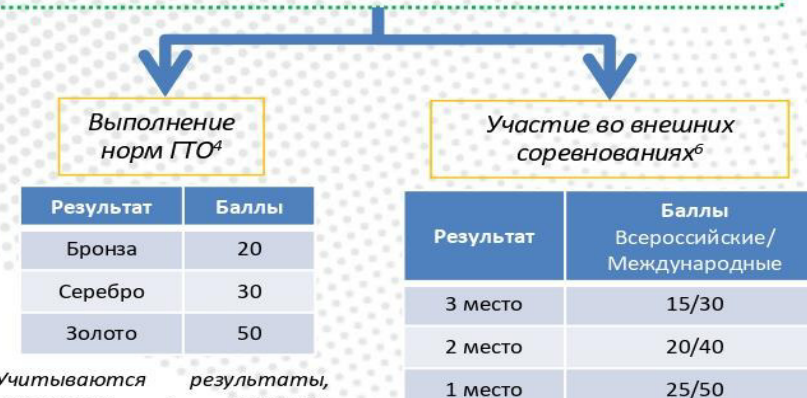 Выполнение
норм ГТО⁴
Результат Баллы
Бронза 20
Серебро 30
Золото 50
Учитываются результаты,
Участие во внешних
соревнованиях⁶
Результат
Баллы
Всероссийские/
Международные
3 место 15/30
2 место 20/40
1 место 25/50